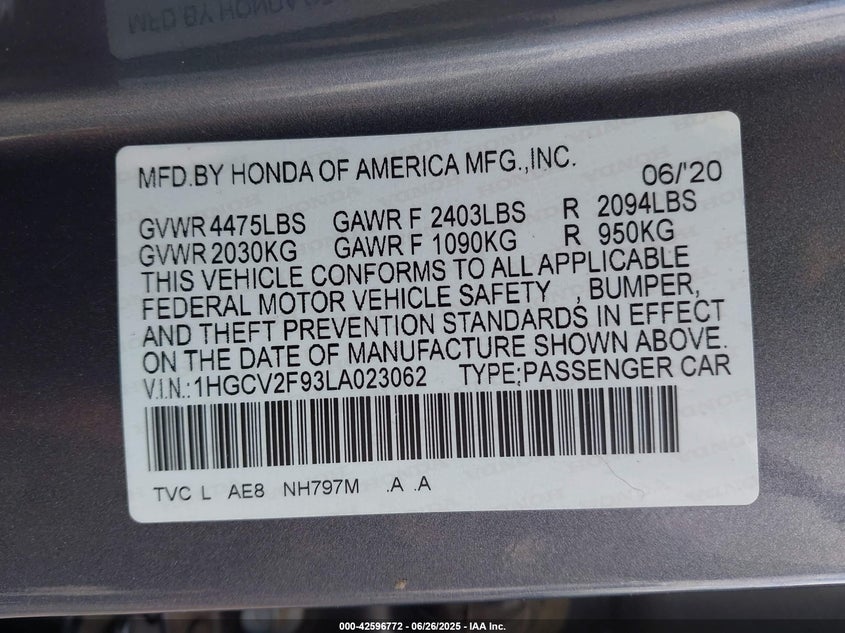 MFD.BY HONDA OF AMERICA MFG.,INC.
06/'20
GVWR 4475LBS GAWR F 2403LBS R 2094LBS
GVWR 2030KG GAWR F 1090KG R 950KG
THIS VEHICLE CONFORMS TO ALL APPLICABLE
FEDERAL MOTOR VEHICLE SAFETY , BUMPER,
AND THEFT PREVENTION STANDARDS IN EFFECT
ON THE DATE OF MANUFACTURE SHOWN ABOVE.
V.I.N.:1HGCV2F93LA023062 TYPE:PASSENGER CAR
TVC L AE8 NH797M .A .A
000-42596772 | 06/26/2025 - IAA Inc.